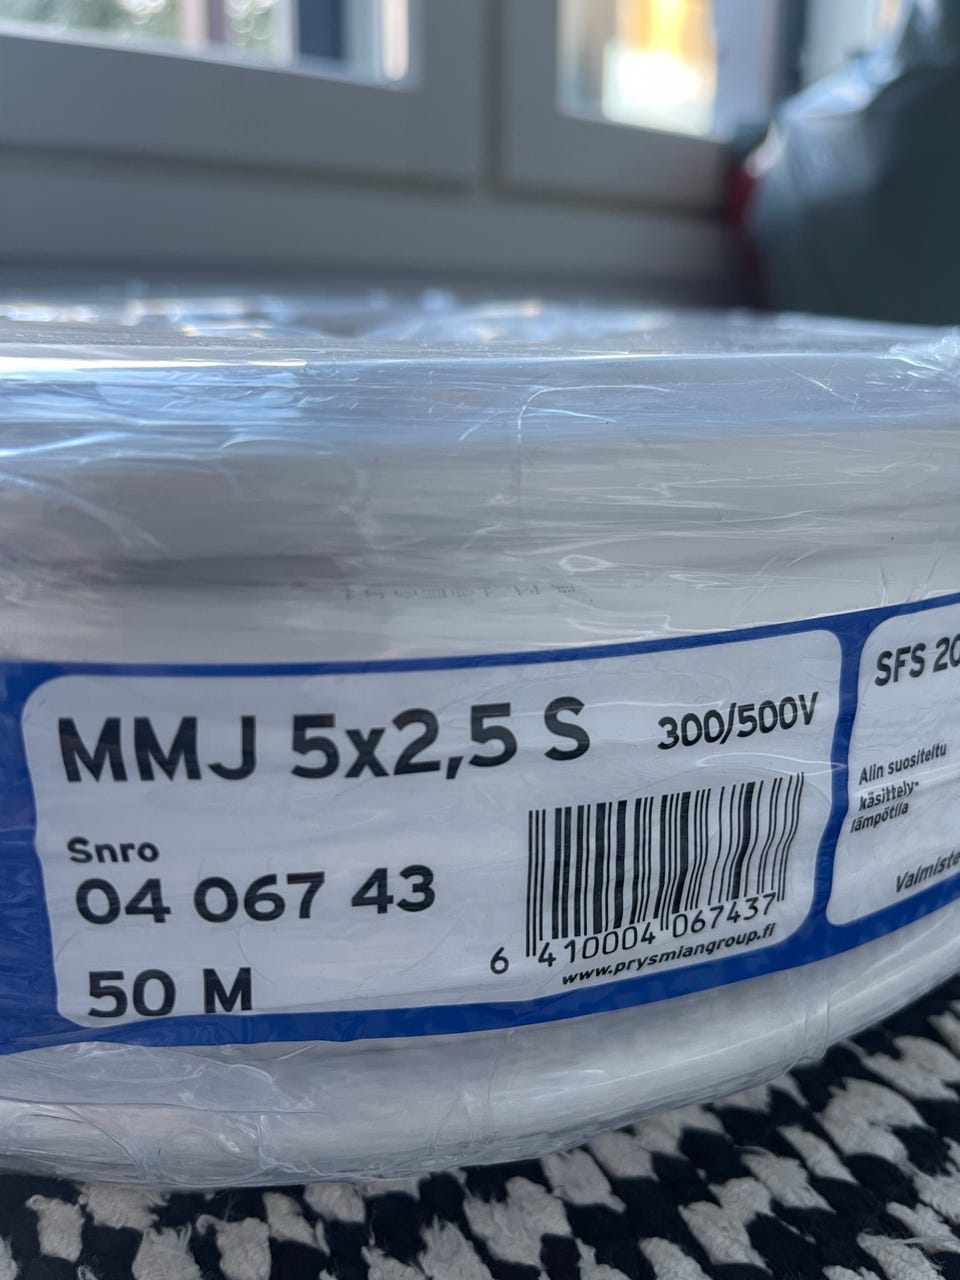 MMJ 5x2,5 S 300/500V
Snro
04 067 43
50 M
6 410004 067437
www.prysmiangroup.fi
SFS 20
Alin suositeltu
käsittely-
lämpötila
Valmiste